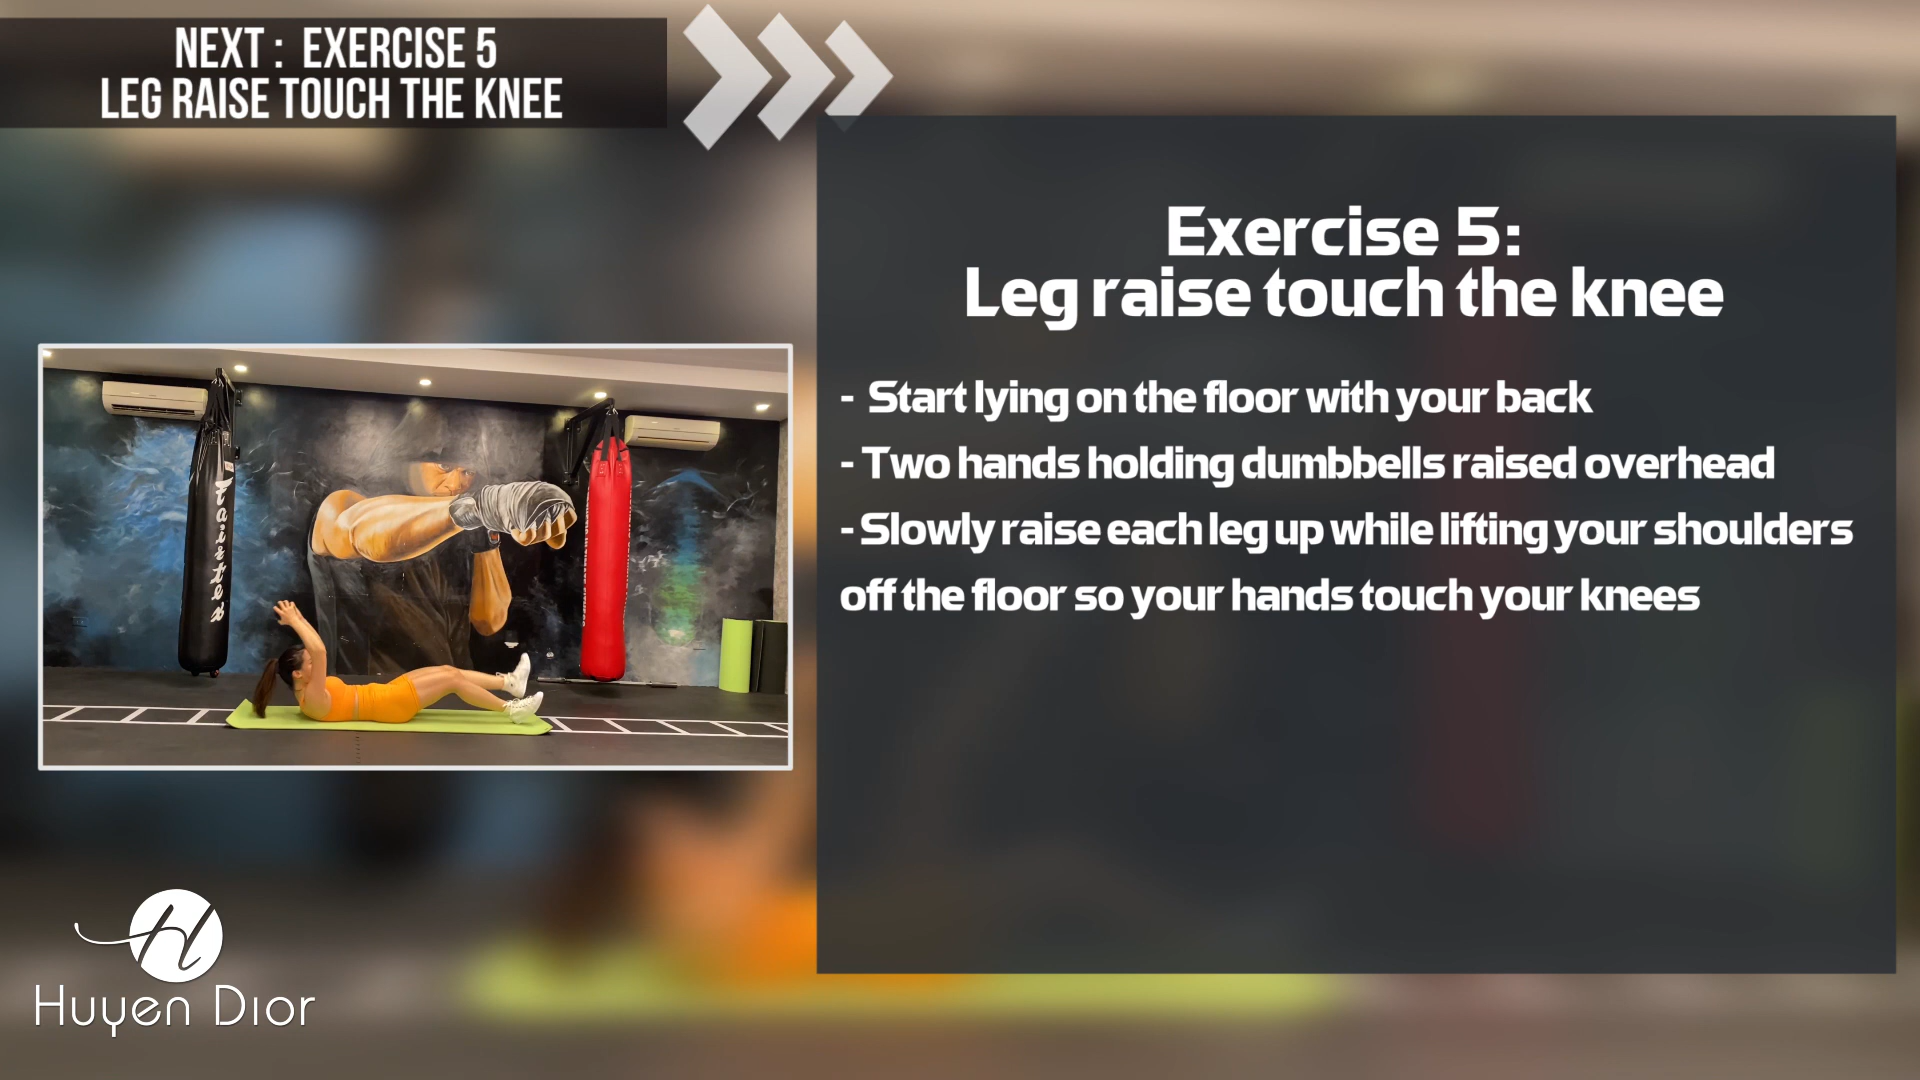 NEXT : EXERCISE 5
LEG RAISE TOUCH THE KNEE
Exercise 5:
Leg raise touch the knee
- Start lying on the floor with your back
- Two hands holding dumbbells raised overhead
- Slowly raise each leg up while lifting your shoulders
off the floor so your hands touch your knees
Fairtex
H
Huyen Dior